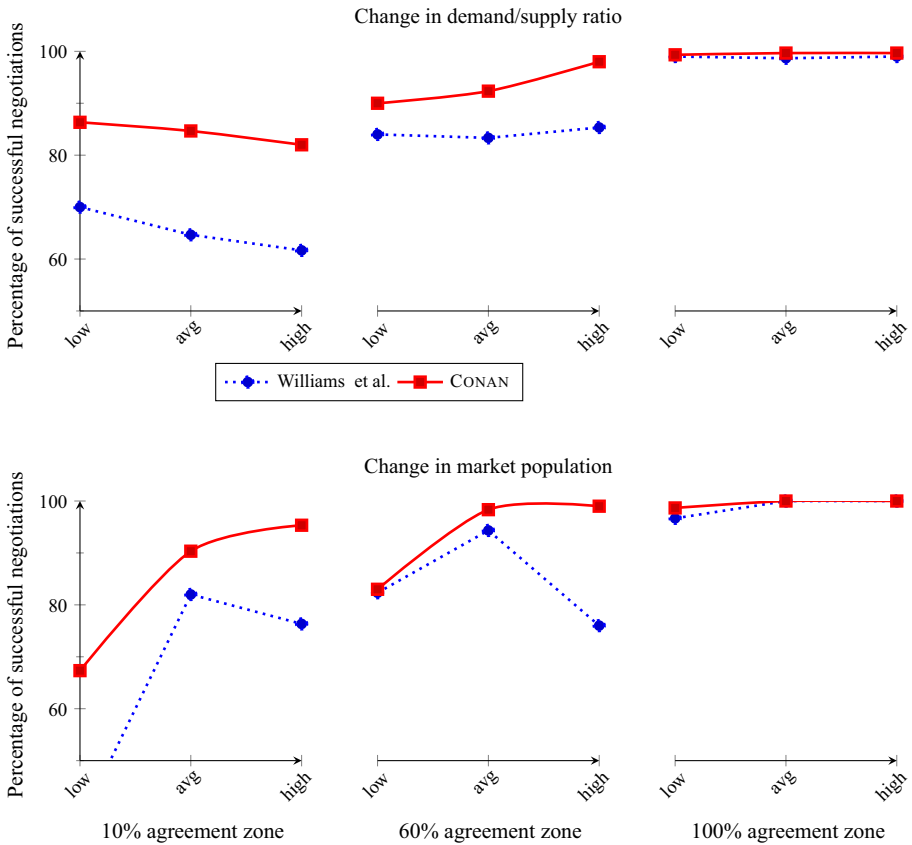 Change in demand/supply ratio
Percentage of successful negotiations
100
80
60
low avg high low avg high low avg high
Williams et al. CONAN
Change in market population
Percentage of successful negotiations
100
80
60
low avg high low avg high low avg high
10% agreement zone 60% agreement zone 100% agreement zone